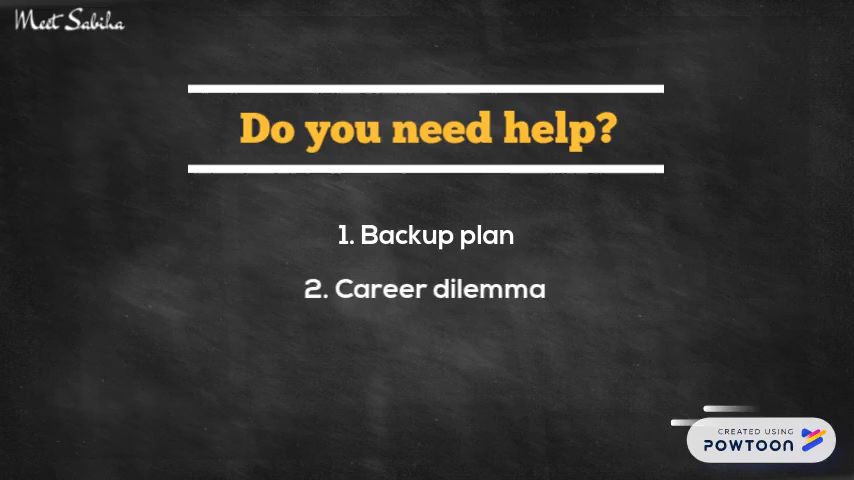 Meet Sabiha
Do you need help?
1. Backup plan
2. Career dilemma
CREATED USING
POWTOON